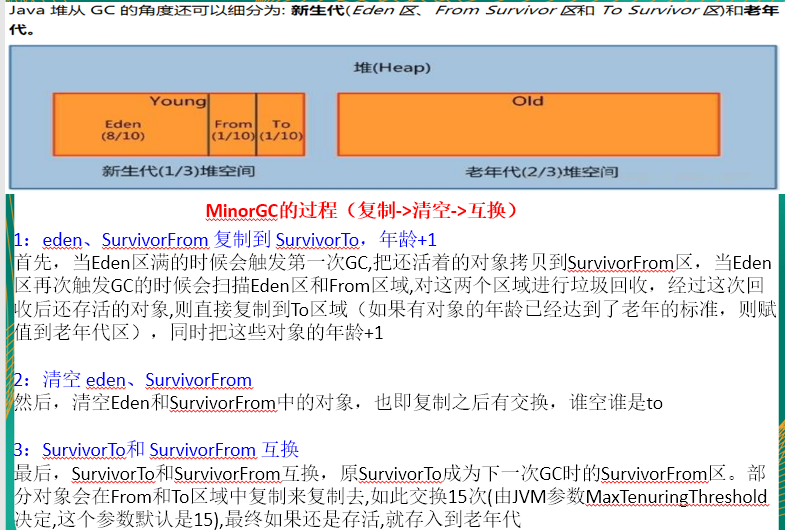 Java 堆从 GC 的角度还可以细分为: 新生代(Eden 区、From Survivor 区和 To Survivor 区)和老年
代。
堆(Heap)
Young
Old
Eden
(8/10)
From
(1/10)
To
(1/10)
新生代(1/3)堆空间
老年代(2/3)堆空间
MinorGC的过程（复制->清空->互换）
1：eden、SurvivorFrom 复制到 SurvivorTo，年龄+1
首先，当Eden区满的时候会触发第一次GC,把还活着的对象拷贝到SurvivorFrom区，当Eden
区再次触发GC的时候会扫描Eden区和From区域,对这两个区域进行垃圾回收，经过这次回
收后还存活的对象,则直接复制到To区域（如果有对象的年龄已经达到了老年的标准，则赋
值到老年代区），同时把这些对象的年龄+1
2：清空 eden、SurvivorFrom
然后，清空Eden和SurvivorFrom中的对象，也即复制之后有交换，谁空谁是to
3：SurvivorTo和 SurvivorFrom 互换
最后，SurvivorTo和SurvivorFrom互换，原SurvivorTo成为下一次GC时的SurvivorFrom区。部
分对象会在From和To区域中复制来复制去,如此交换15次(由JVM参数MaxTenuringThreshold
决定,这个参数默认是15),最终如果还是存活,就存入到老年代